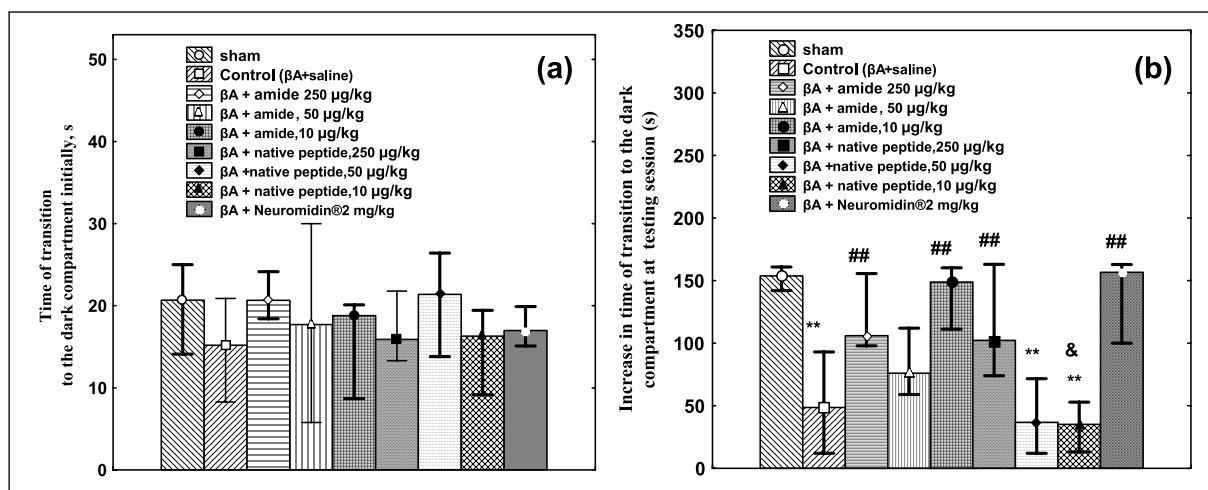 50
40
30
20
10
0
Time of transition
to the dark compartment initially, s
(a)
sham
Control (βA+saline)
βA + amide 250 µg/kg
βA + amide, 50 µg/kg
βA + amide,10 µg/kg
βA + native peptide,250 µg/kg
βA +native peptide,50 µg/kg
βA + native peptide,10 µg/kg
βA + Neuromidin®2 mg/kg
350
300
250
200
150
100
50
0
Increase in time of transition to the dark
compartment at testing session (s)
(b)
sham
Control (βA+saline)
βA + amide 250 µg/kg
βA + amide, 50 µg/kg
βA + amide,10 µg/kg
βA + native peptide,250 µg/kg
βA +native peptide,50 µg/kg
βA + native peptide,10 µg/kg
βA + Neuromidin®2 mg/kg
**
##
##
##
**
&
**
##